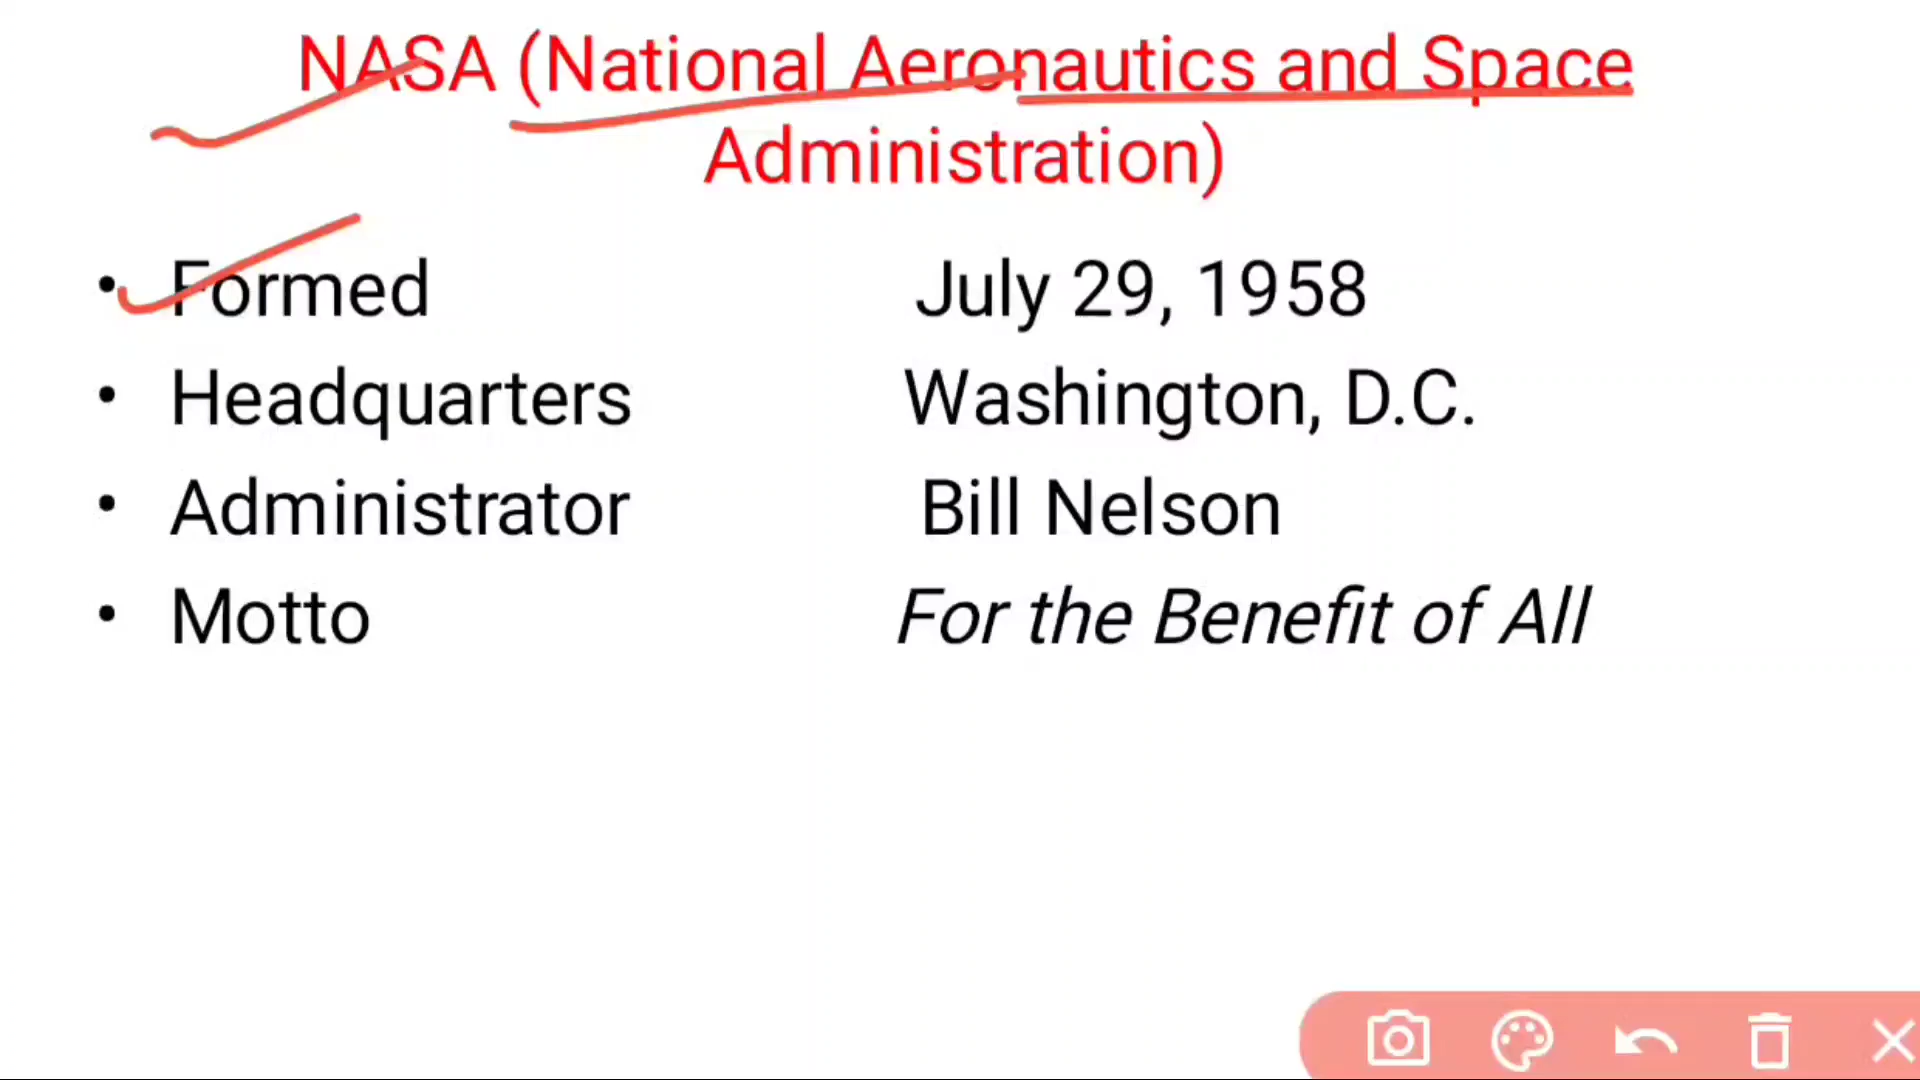 NASA (National Aeronautics and Space
Administration)
• Formed July 29, 1958
• Headquarters Washington, D.C.
• Administrator Bill Nelson
• Motto For the Benefit of All